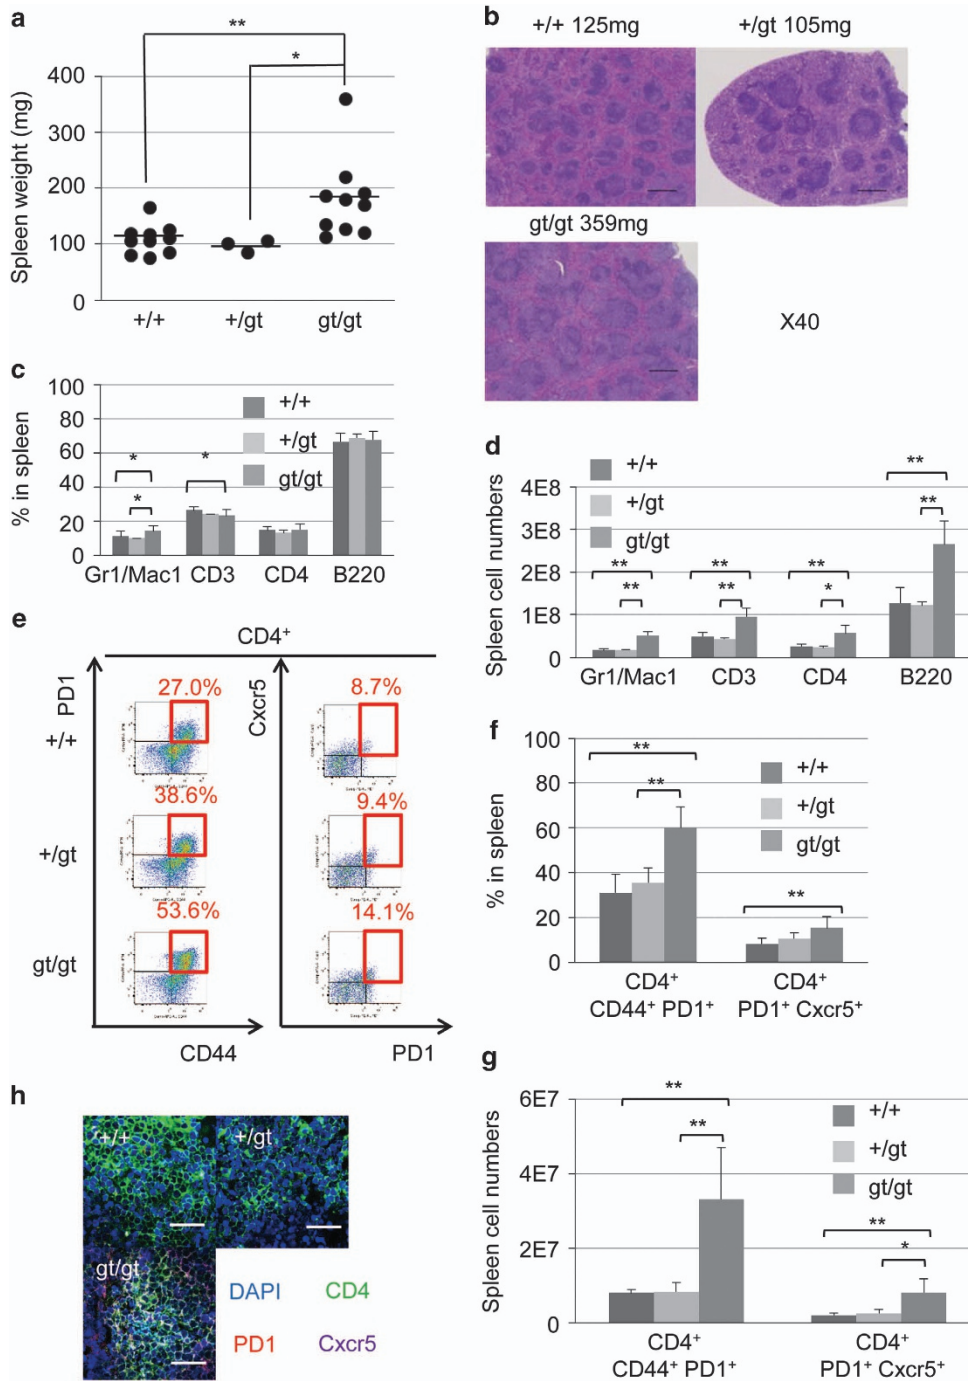 a
**
*
400
300
200
100
0
Spleen weight (mg)
+/+
+/gt
gt/gt
b
+/+ 125mg
+/gt 105mg
gt/gt 359mg
X40
c
100
80
60
40
20
0
% in spleen
+/+
+/gt
gt/gt
*
*
*
Gr1/Mac1
CD3
CD4
B220
d
4E8
3E8
2E8
1E8
0
Spleen cell numbers
+/+
+/gt
gt/gt
**
**
**
**
**
*
**
**
Gr1/Mac1
CD3
CD4
B220
e
CD4+
PD1
Cxcr5
+/+
27.0%
8.7%
+/gt
38.6%
9.4%
gt/gt
53.6%
14.1%
CD44
PD1
f
100
80
60
40
20
0
% in spleen
+/+
+/gt
gt/gt
**
**
**
CD4+
CD44+ PD1+
CD4+
PD1+ Cxcr5+
g
6E7
4E7
2E7
0
Spleen cell numbers
+/+
+/gt
gt/gt
**
**
**
*
CD4+
CD44+ PD1+
CD4+
PD1+ Cxcr5+
h
+/+
+/gt
gt/gt
DAPI
CD4
PD1
Cxcr5